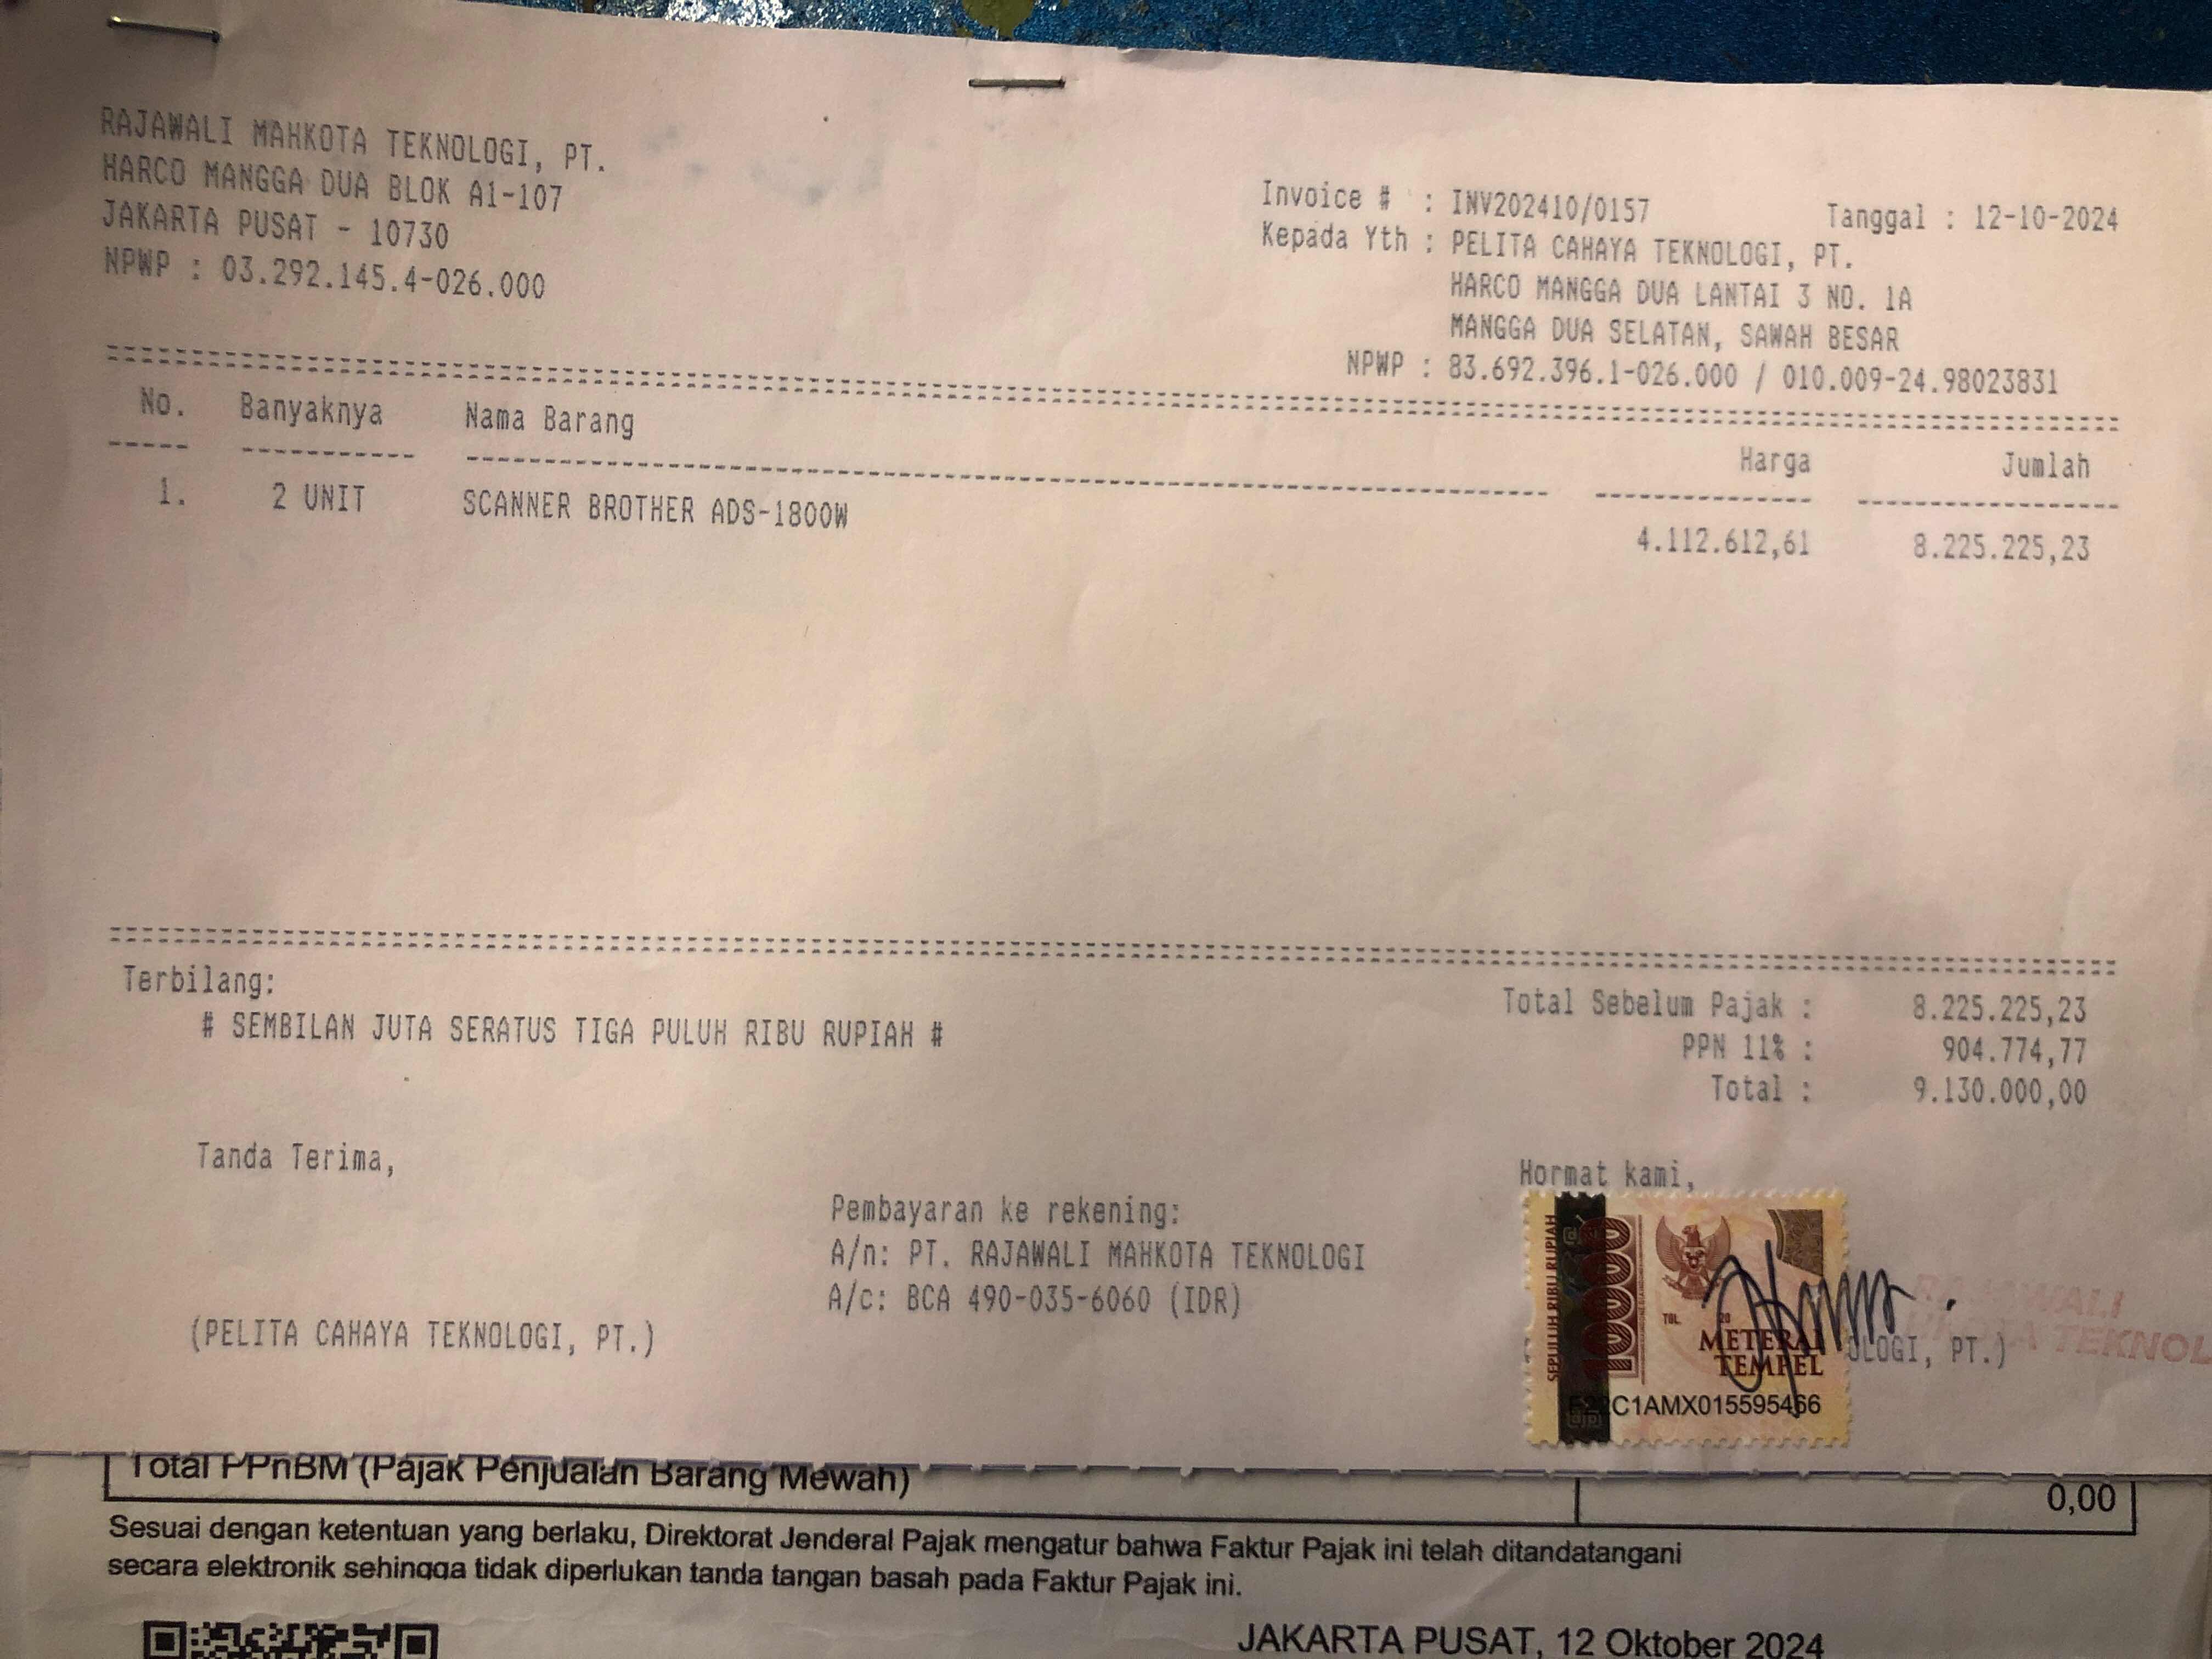 RAJAWALI MAHKOTA TEKNOLOGI, PT.
HARCO MANGGA DUA BLOK A1-107
JAKARTA PUSAT - 10730
NPWP : 03.292.145.4-026.000
Invoice # : INV202410/0157 Tanggal : 12-10-2024
Kepada Yth : PELITA CAHAYA TEKNOLOGI, PT.
HARCO MANGGA DUA LANTAI 3 NO. 1A
MANGGA DUA SELATAN, SAWAH BESAR
NPWP : 83.692.396.1-026.000 / 010.009-24.98023831
No. Banyaknya Nama Barang Harga Jumlah
1. 2 UNIT SCANNER BROTHER ADS-1800W 4.112.612,61 8.225.225,23
Terbilang:
# SEMBILAN JUTA SERATUS TIGA PULUH RIBU RUPIAH #
Total Sebelum Pajak : 8.225.225,23
PPN 11% : 904.774,77
Total : 9.130.000,00
Tanda Terima,
(PELITA CAHAYA TEKNOLOGI, PT.)
Pembayaran ke rekening:
A/n: PT. RAJAWALI MAHKOTA TEKNOLOGI
A/c: BCA 490-035-6060 (IDR)
Hormat kami,
SEPULUH RIBU RUPIAH
10000
TGL. 20
METERAI
TEMPEL
C1AMX015595466
OLOGI, PT.)
RAJAWALI
TEKNOL
Total PPnBM (Pajak Penjualan Barang Mewah) 0,00
Sesuai dengan ketentuan yang berlaku, Direktorat Jenderal Pajak mengatur bahwa Faktur Pajak ini telah ditandatangani
secara elektronik sehingga tidak diperlukan tanda tangan basah pada Faktur Pajak ini.
JAKARTA PUSAT, 12 Oktober 2024